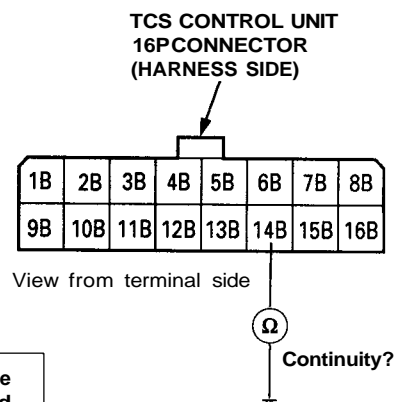 TCS CONTROL UNIT
16PCONNECTOR
(HARNESS SIDE)
1B 2B 3B 4B 5B 6B 7B 8B
9B 10B 11B 12B 13B 14B 15B 16B
View from terminal side
Ω
Continuity?